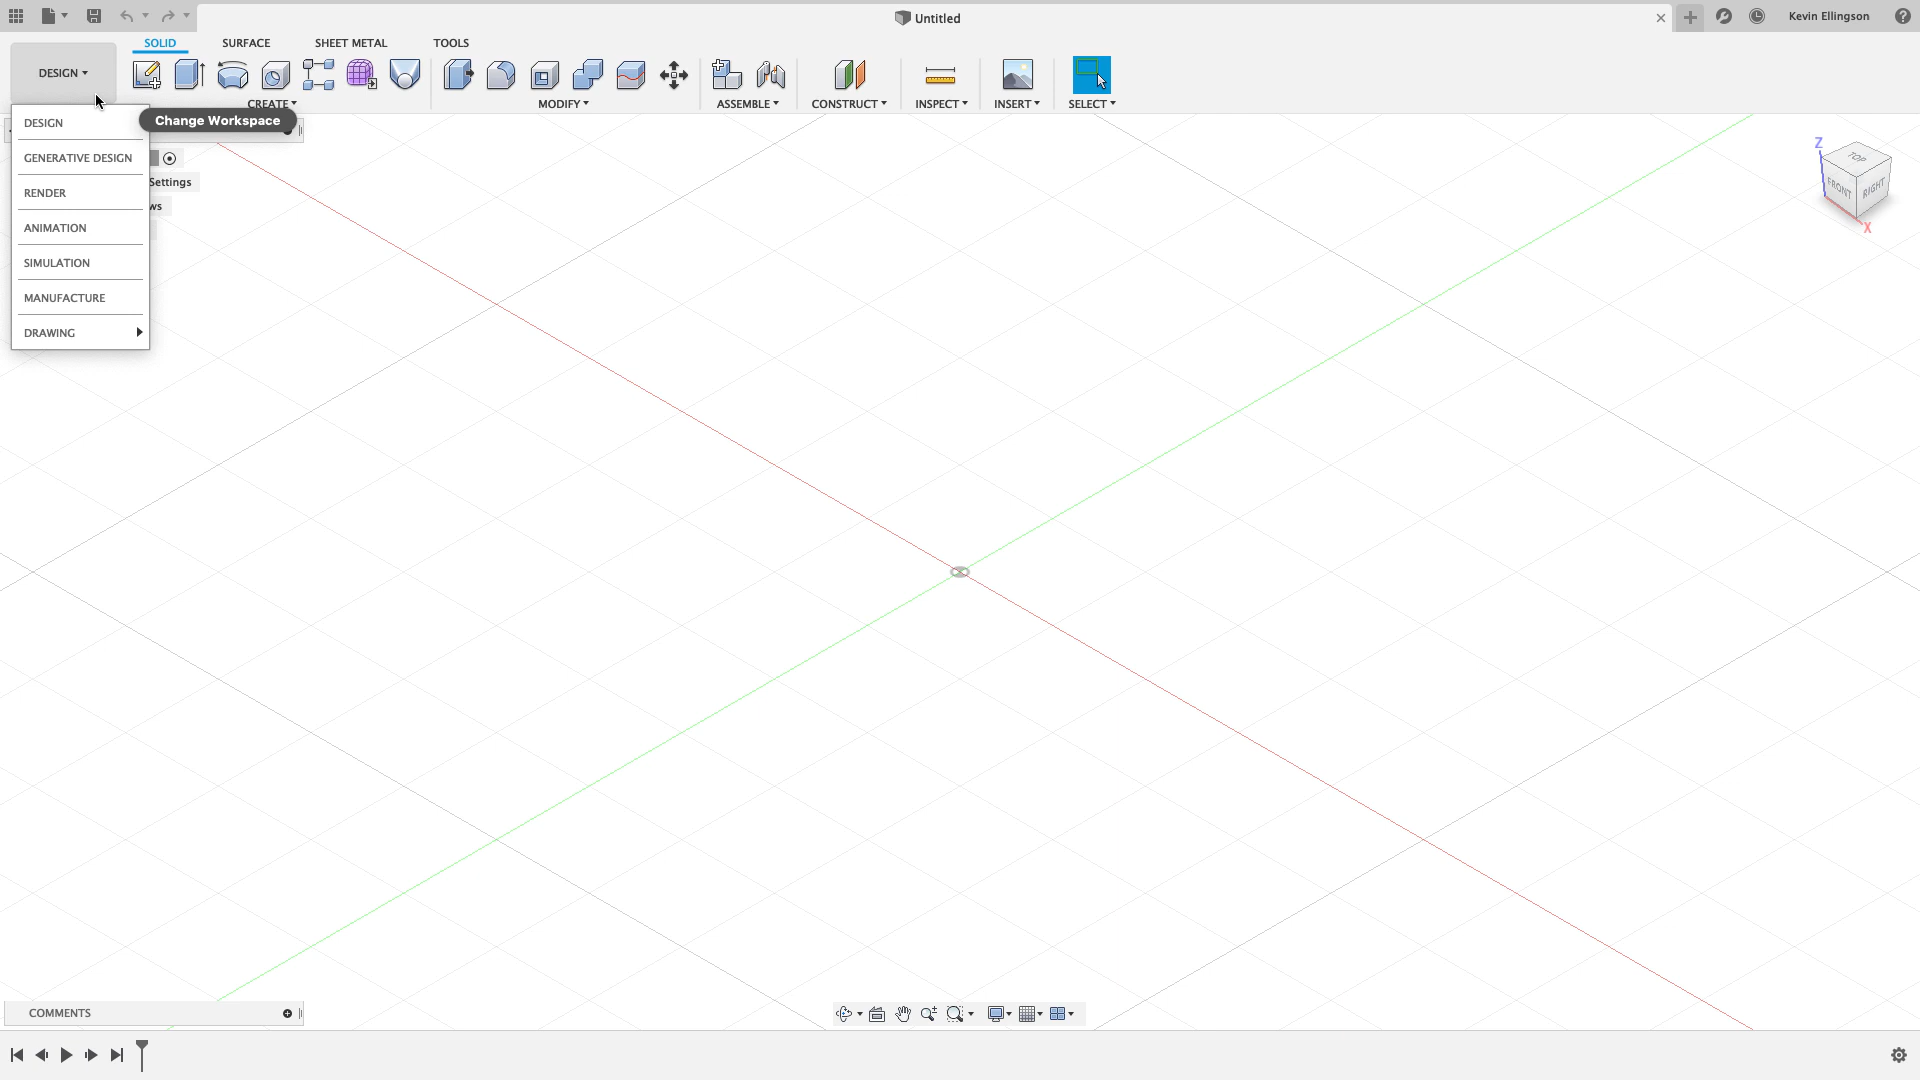 Untitled
Kevin Ellingson
SOLID
SURFACE
SHEET METAL
TOOLS
DESIGN
CREATE
MODIFY
ASSEMBLE
CONSTRUCT
INSPECT
INSERT
SELECT
Change Workspace
DESIGN
GENERATIVE DESIGN
RENDER
ANIMATION
SIMULATION
MANUFACTURE
DRAWING
Settings
ws
Z
TOP
FRONT
RIGHT
X
COMMENTS